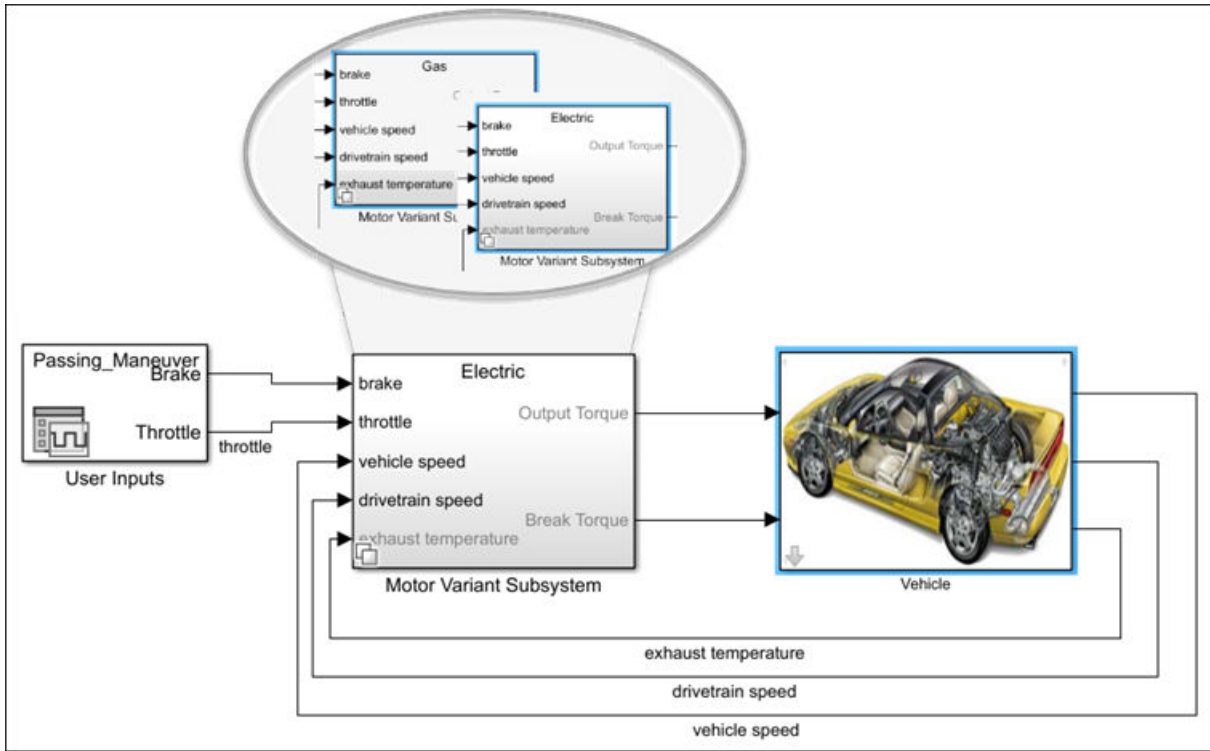 Gas
brake
throttle
vehicle speed
drivetrain speed
exhaust temperature
Motor Variant Su
Electric
brake
Output Torque
throttle
vehicle speed
drivetrain speed
Break Torque
exhaust temperature
Motor Variant Subsystem
Passing_Maneuver
Brake
Throttle
throttle
User Inputs
Electric
brake
Output Torque
throttle
vehicle speed
drivetrain speed
Break Torque
exhaust temperature
Motor Variant Subsystem
Vehicle
exhaust temperature
drivetrain speed
vehicle speed